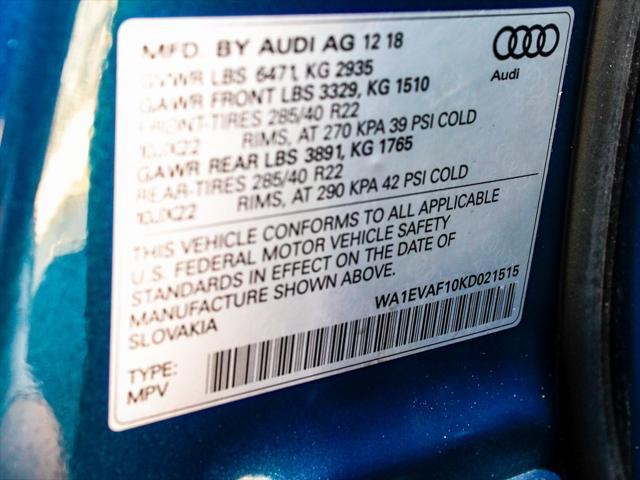 MFD. BY AUDI AG 12 18
Audi
GVWR LBS 6471, KG 2935
GAWR FRONT LBS 3329, KG 1510
FRONT-TIRES 285/40 R22
10.0X22 RIMS, AT 270 KPA 39 PSI COLD
GAWR REAR LBS 3891, KG 1765
REAR-TIRES 285/40 R22
10.0X22 RIMS, AT 290 KPA 42 PSI COLD
THIS VEHICLE CONFORMS TO ALL APPLICABLE
U.S. FEDERAL MOTOR VEHICLE SAFETY
STANDARDS IN EFFECT ON THE DATE OF
MANUFACTURE SHOWN ABOVE.
SLOVAKIA
WA1EVAF10KD021515
TYPE:
MPV